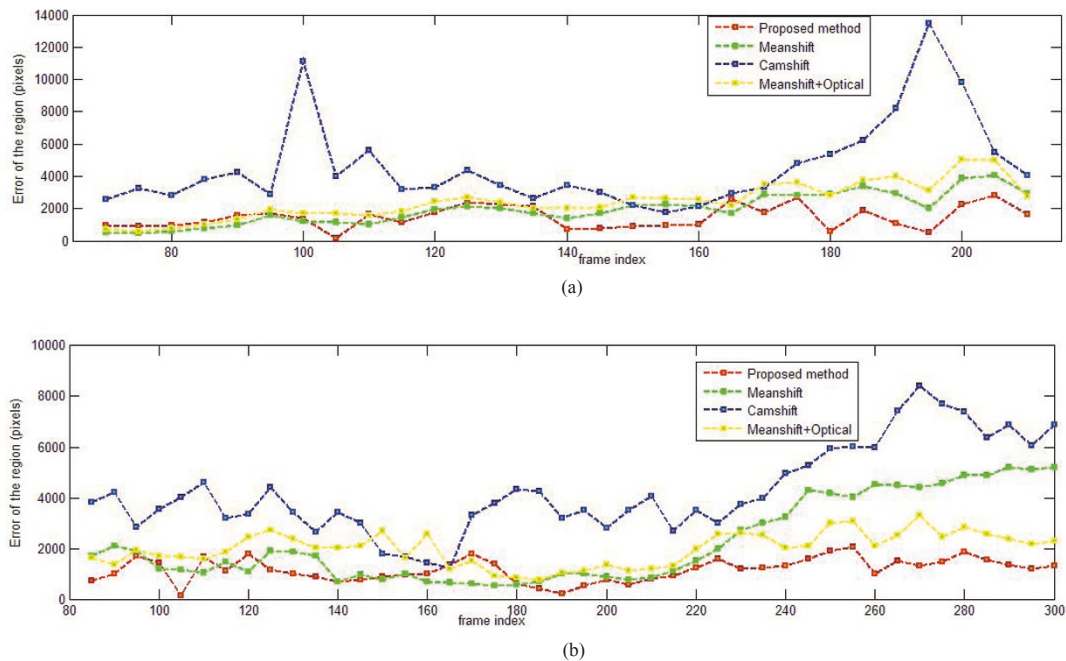 14000
12000
10000
8000
6000
4000
2000
0
Error of the region (pixels)
Proposed method
Meanshift
Camshift
Meanshift+Optical
80 100 120 140 160 180 200
frame index
(a)
10000
8000
6000
4000
2000
0
Error of the region (pixels)
Proposed method
Meanshift
Camshift
Meanshift+Optical
80 100 120 140 160 180 200 220 240 260 280 300
frame index
(b)